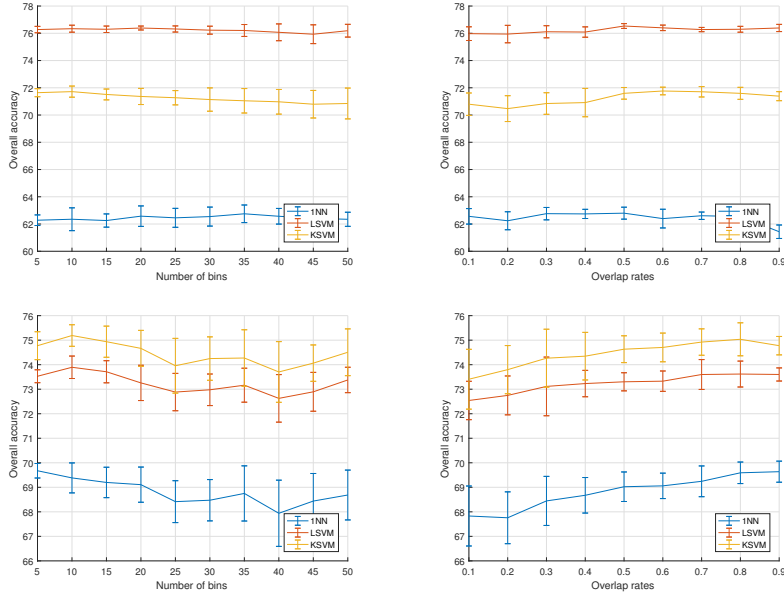 78
76
74
72
70
68
66
64
62
60
Overall accuracy
5 10 15 20 25 30 35 40 45 50
Number of bins
1NN
LSVM
KSVM
78
76
74
72
70
68
66
64
62
60
Overall accuracy
0.1 0.2 0.3 0.4 0.5 0.6 0.7 0.8 0.9
Overlap rates
1NN
LSVM
KSVM
76
75
74
73
72
71
70
69
68
67
66
Overall accuracy
5 10 15 20 25 30 35 40 45 50
Number of bins
1NN
LSVM
KSVM
76
75
74
73
72
71
70
69
68
67
66
Overall accuracy
0.1 0.2 0.3 0.4 0.5 0.6 0.7 0.8 0.9
Overlap rates
1NN
LSVM
KSVM